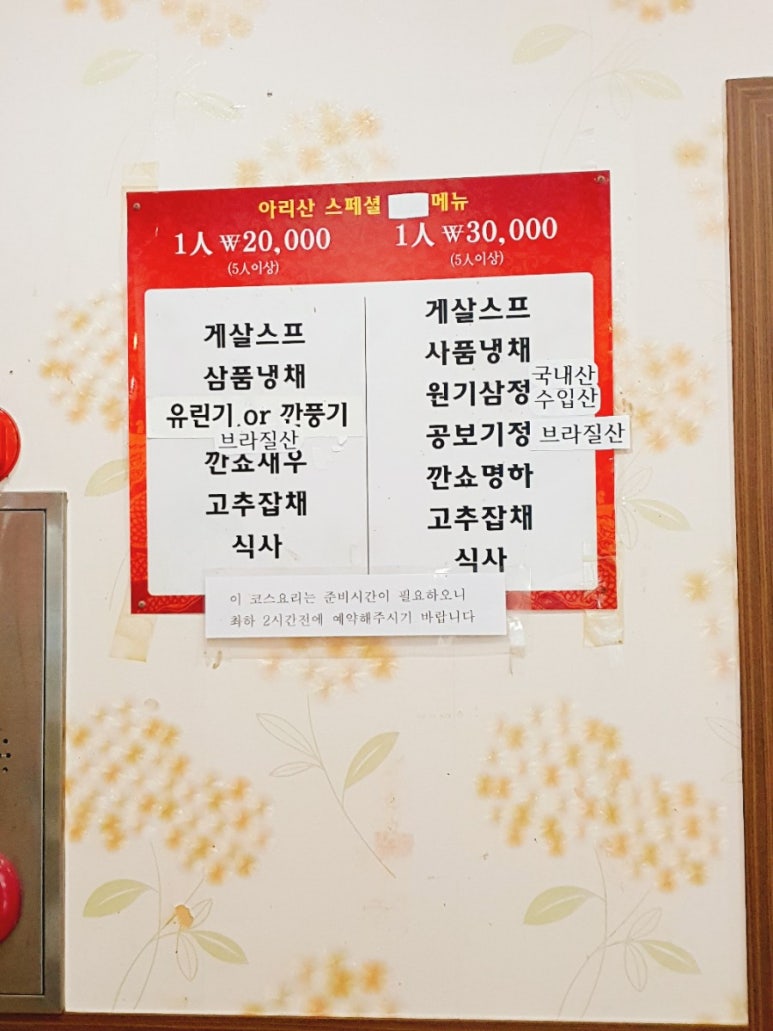 아리산 스페셜 메뉴
1人 ₩20,000
(5人이상)
게살스프
삼품냉채
유린기 or 깐풍기
브라질산
깐쇼새우
고추잡채
식사
1人 ₩30,000
(5人이상)
게살스프
사품냉채
원기삼정 국내산
수입산
공보기정 브라질산
깐쇼명하
고추잡채
식사
이 코스요리는 준비시간이 필요하오니
최하 2시간전에 예약해주시기 바랍니다